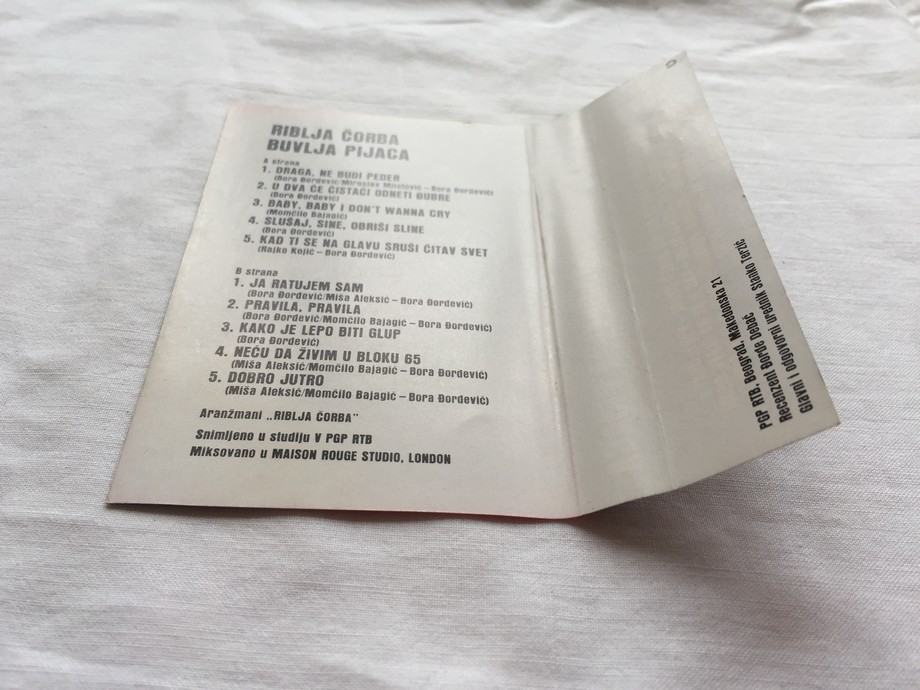 RIBLJA ČORBA
BUVLJA PIJACA
A strana
1. DRAGA, NE BUDI PEDER
(Bora Đorđević/Miroslav Milatović – Bora Đorđević)
2. U DVA ĆE ČISTAČI ODNETI ĐUBRE
(Bora Đorđević)
3. BABY, BABY I DON'T WANNA CRY
(Momčilo Bajagić)
4. SLUŠAJ, SINE, OBRIŠI SLINE
(Bora Đorđević)
5. KAD TI SE NA GLAVU SRUŠI ČITAV SVET
(Rajko Kojić – Bora Đorđević)
B strana
1. JA RATUJEM SAM
(Bora Đorđević/Miša Aleksić – Bora Đorđević)
2. PRAVILA, PRAVILA
(Bora Đorđević/Momčilo Bajagić – Bora Đorđević)
3. KAKO JE LEPO BITI GLUP
(Bora Đorđević)
4. NEĆU DA ŽIVIM U BLOKU 65
(Miša Aleksić/Momčilo Bajagić – Bora Đorđević)
5. DOBRO JUTRO
(Miša Aleksić/Momčilo Bajagić – Bora Đorđević)
Aranžmani „RIBLJA ČORBA"
Snimljeno u studiju V PGP RTB
Miksovano u MAISON ROUGE STUDIO, LONDON
PGP RTB, Beograd, Makedonska 21
Recenzent Đorđe Debač
Glavni i odgovorni urednik Stanko Terzić